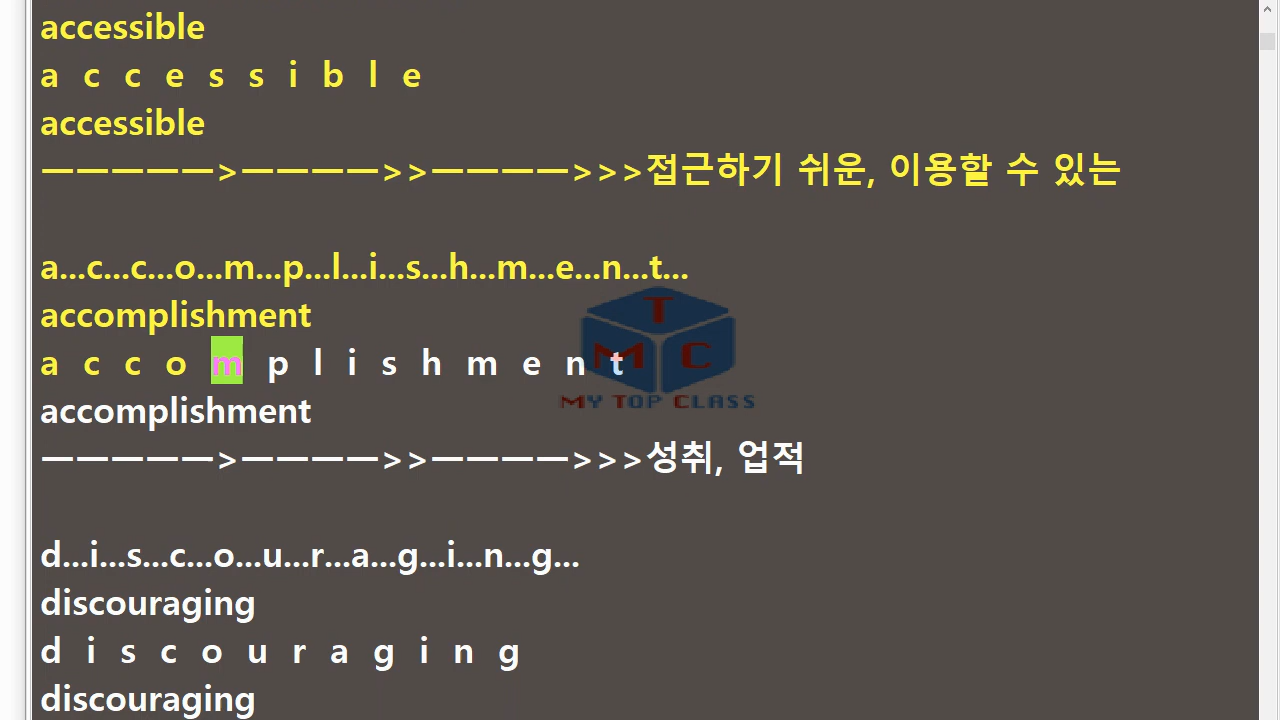 accessible
a c c e s s i b l e
accessible
—————>————>>————>>>접근하기 쉬운, 이용할 수 있는
a...c...c...o...m...p...l...i...s...h...m...e...n...t...
accomplishment
a c c o m p l i s h m e n t
accomplishment
—————>————>>————>>>성취, 업적
T
M C
MY TOP CLASS
d...i...s...c...o...u...r...a...g...i...n...g...
discouraging
d i s c o u r a g i n g
discouraging